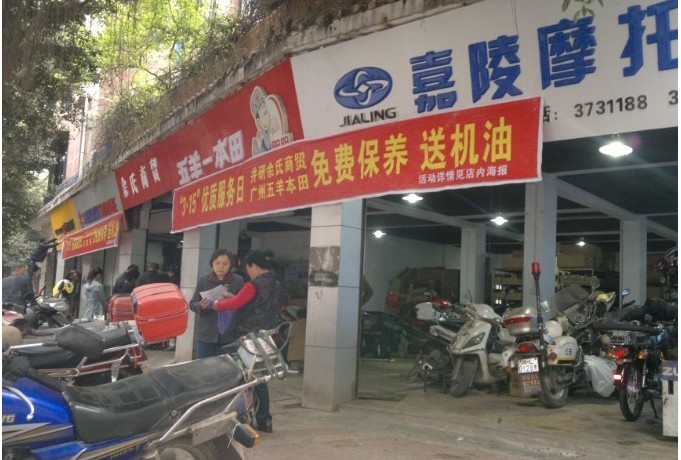 嘉陵摩托
JIALING
3731188
五羊—本田
余氏商贸
"3·15"优质服务日
井研余氏商贸
广州五羊本田
免费保养 送机油
活动详情见店内海报